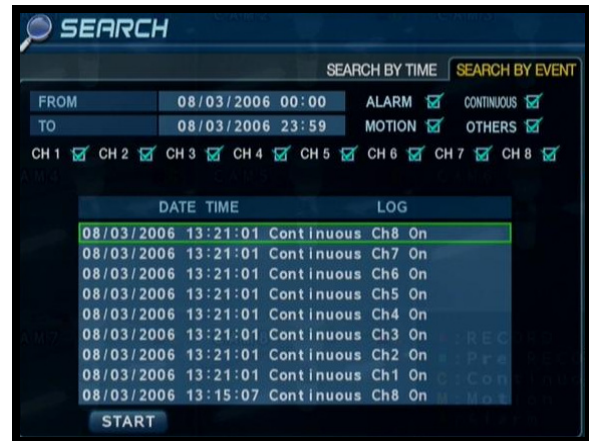 SEARCH
SEARCH BY TIME SEARCH BY EVENT
FROM 08/03/2006 00:00 ALARM CONTINUOUS
TO 08/03/2006 23:59 MOTION OTHERS
CH 1 CH 2 CH 3 CH 4 CH 5 CH 6 CH 7 CH 8
DATE TIME LOG
08/03/2006 13:21:01 Continuous Ch8 On
08/03/2006 13:21:01 Continuous Ch7 On
08/03/2006 13:21:01 Continuous Ch6 On
08/03/2006 13:21:01 Continuous Ch5 On
08/03/2006 13:21:01 Continuous Ch4 On
08/03/2006 13:21:01 Continuous Ch3 On
08/03/2006 13:21:01 Continuous Ch2 On
08/03/2006 13:21:01 Continuous Ch1 On
08/03/2006 13:15:07 Continuous Ch8 On
START